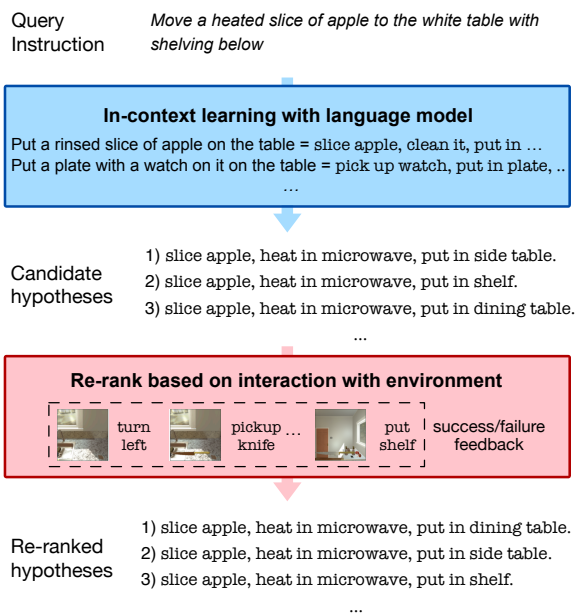 Query Instruction
Move a heated slice of apple to the white table with shelving below
In-context learning with language model
Put a rinsed slice of apple on the table = slice apple, clean it, put in …
Put a plate with a watch on it on the table = pick up watch, put in plate, ..
…
Candidate hypotheses
1) slice apple, heat in microwave, put in side table.
2) slice apple, heat in microwave, put in shelf.
3) slice apple, heat in microwave, put in dining table.
...
Re-rank based on interaction with environment
turn left
pickup knife
...
put shelf
success/failure feedback
Re-ranked hypotheses
1) slice apple, heat in microwave, put in dining table.
2) slice apple, heat in microwave, put in side table.
3) slice apple, heat in microwave, put in shelf.
...